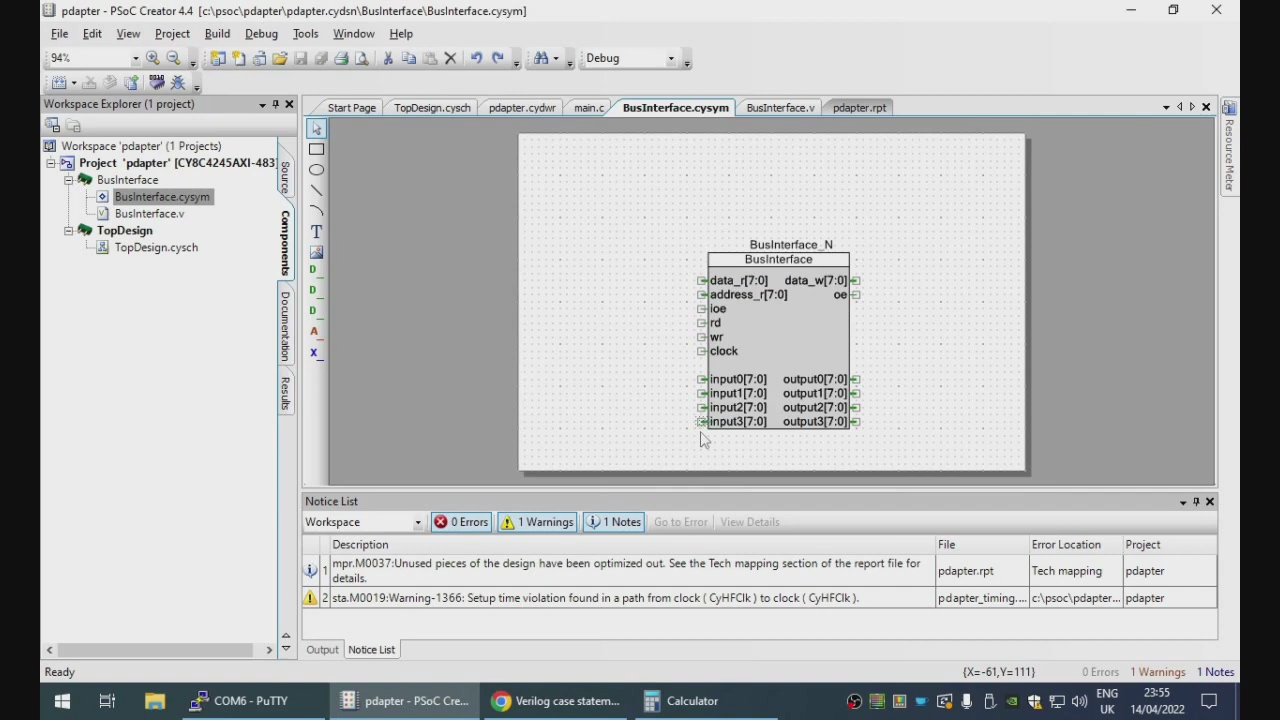 pdapter - PSoC Creator 4.4 [c:\psoc\pdapter\pdapter.cydsn\BusInterface\BusInterface.cysym]
File Edit View Project Build Debug Tools Window Help
94% Debug
Workspace Explorer (1 project)
Start Page TopDesign.cysch pdapter.cydwr main.c BusInterface.cysym BusInterface.v pdapter.rpt
Workspace 'pdapter' (1 Projects)
Project 'pdapter' [CY8C4245AXI-483]
BusInterface
BusInterface.cysym
BusInterface.v
TopDesign
TopDesign.cysch
Source
Components
Documentation
Results
T
D
D
D
A
X
BusInterface_N
BusInterface
data_r[7:0] data_w[7:0]
address_r[7:0] oe
ioe
rd
wr
clock
input0[7:0] output0[7:0]
input1[7:0] output1[7:0]
input2[7:0] output2[7:0]
input3[7:0] output3[7:0]
Resource Meter
Notice List
Workspace 0 Errors 1 Warnings 1 Notes Go to Error View Details
Description File Error Location Project
1 mpr.M0037:Unused pieces of the design have been optimized out. See the Tech mapping section of the report file for details. pdapter.rpt Tech mapping pdapter
2 sta.M0019:Warning-1366: Setup time violation found in a path from clock ( CyHFClk ) to clock ( CyHFClk ). pdapter_timing.... c:\psoc\pdapter... pdapter
Output Notice List
Ready {X=-61,Y=111} 0 Errors 1 Warnings 1 Notes
COM6 - PuTTY pdapter - PSoC Cre... Verilog case statem... Calculator ENG UK 23:55 14/04/2022